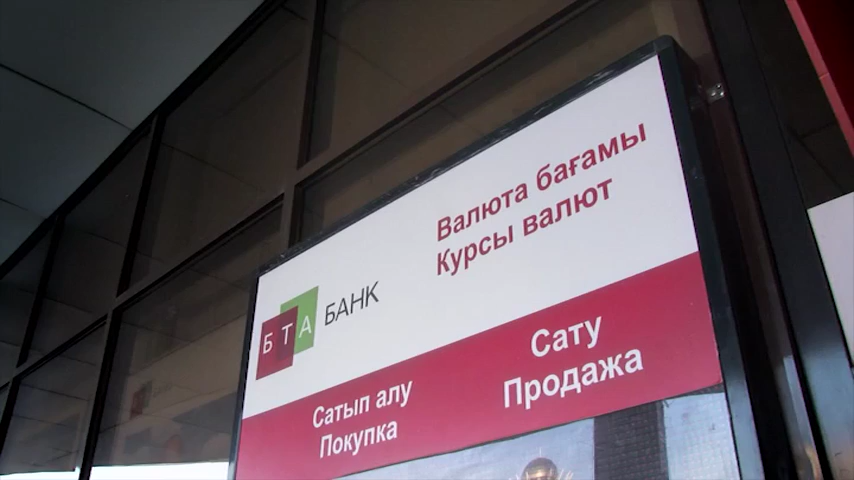 Валюта бағамы
Курсы валют
БТА БАНК
Сатып алу
Покупка
Сату
Продажа